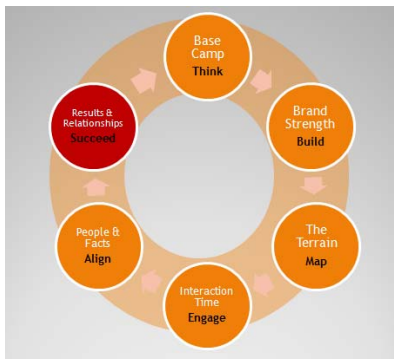 Base
Camp
Think
Brand
Strength
Build
The
Terrain
Map
Interaction
Time
Engage
People &
Facts
Align
Results &
Relationships
Succeed